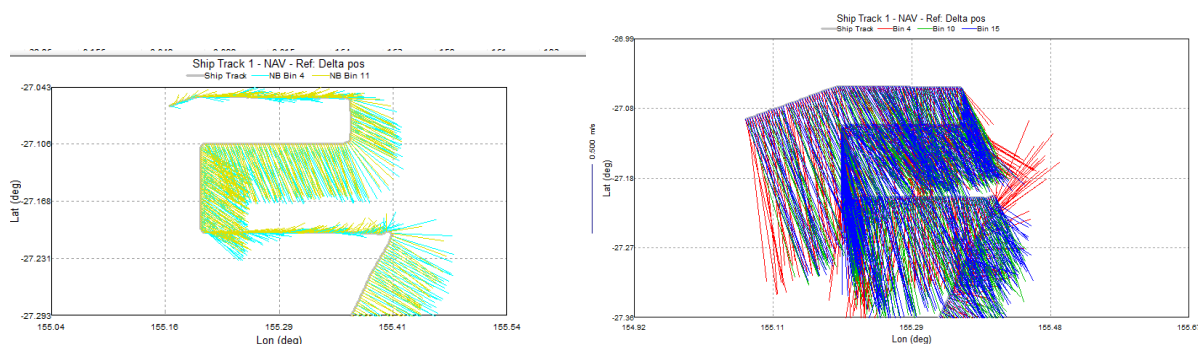 Ship Track 1 - NAV - Ref: Delta pos
Ship Track NB Bin 4 NB Bin 11
-27.043
-27.106
-27.168
-27.231
-27.293
Lat (deg)
155.04 155.16 155.29 155.41 155.54
Lon (deg)
Ship Track 1 - NAV - Ref: Delta pos
Ship Track Bin 4 Bin 10 Bin 15
-26.99
-27.08
-27.18
-27.27
-27.36
Lat (deg)
0.500 m/s
154.92 155.11 155.29 155.48 155.67
Lon (deg)